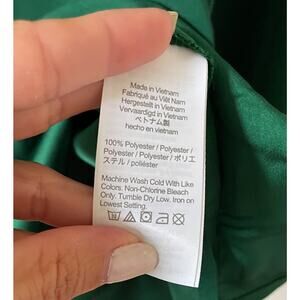 Made in Vietnam
Fabriqué au Viêt Nam
Hergestellt in Vietnam
Vervaardigd in Vietnam
ベトナム製
hecho en vietnam
100% Polyester / Polyester /
Polyester / Polyester / ポリエ
ステル / poliéster
Machine Wash Cold With Like
Colors. Non-Chlorine Bleach
Only. Tumble Dry Low. Iron on
Lowest Setting.